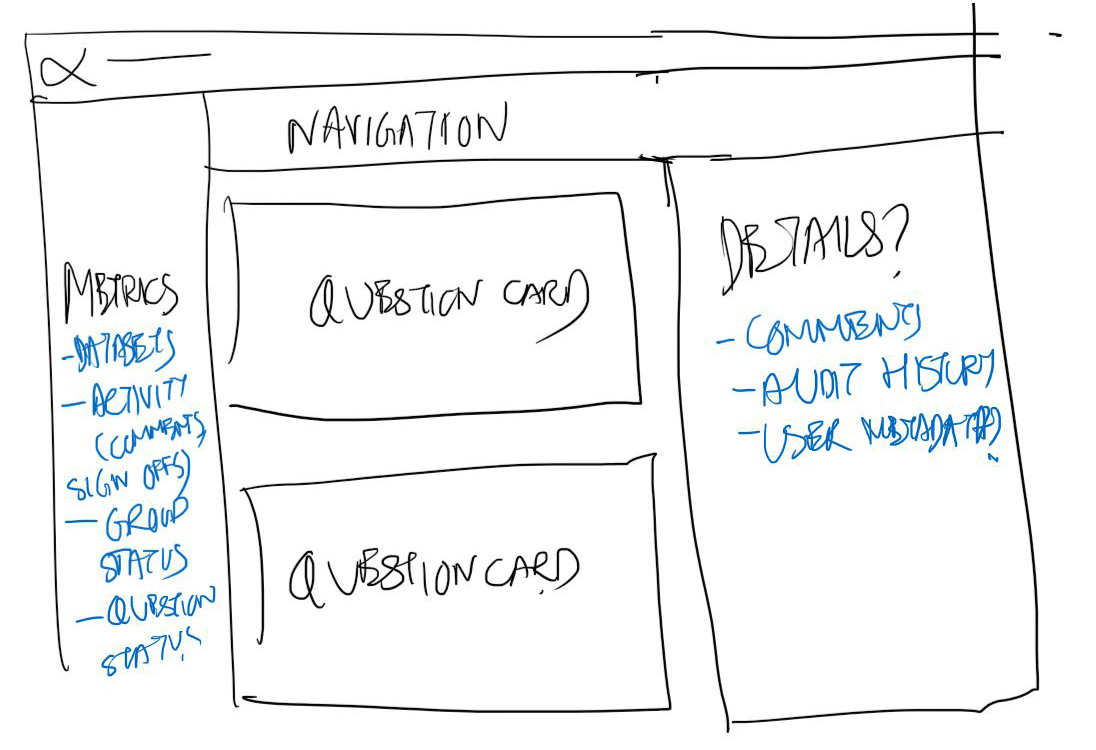 NAVIGATION
METRICS
- DATASETS
- ACTIVITY
(COMMENTS,
SIGN OFFS)
- GROUP
STATUS
- QUESTION
STATUS
QUESTION CARD
QUESTION CARD
DETAILS?
- COMMENTS
- AUDIT HISTORY
- USER METADATA